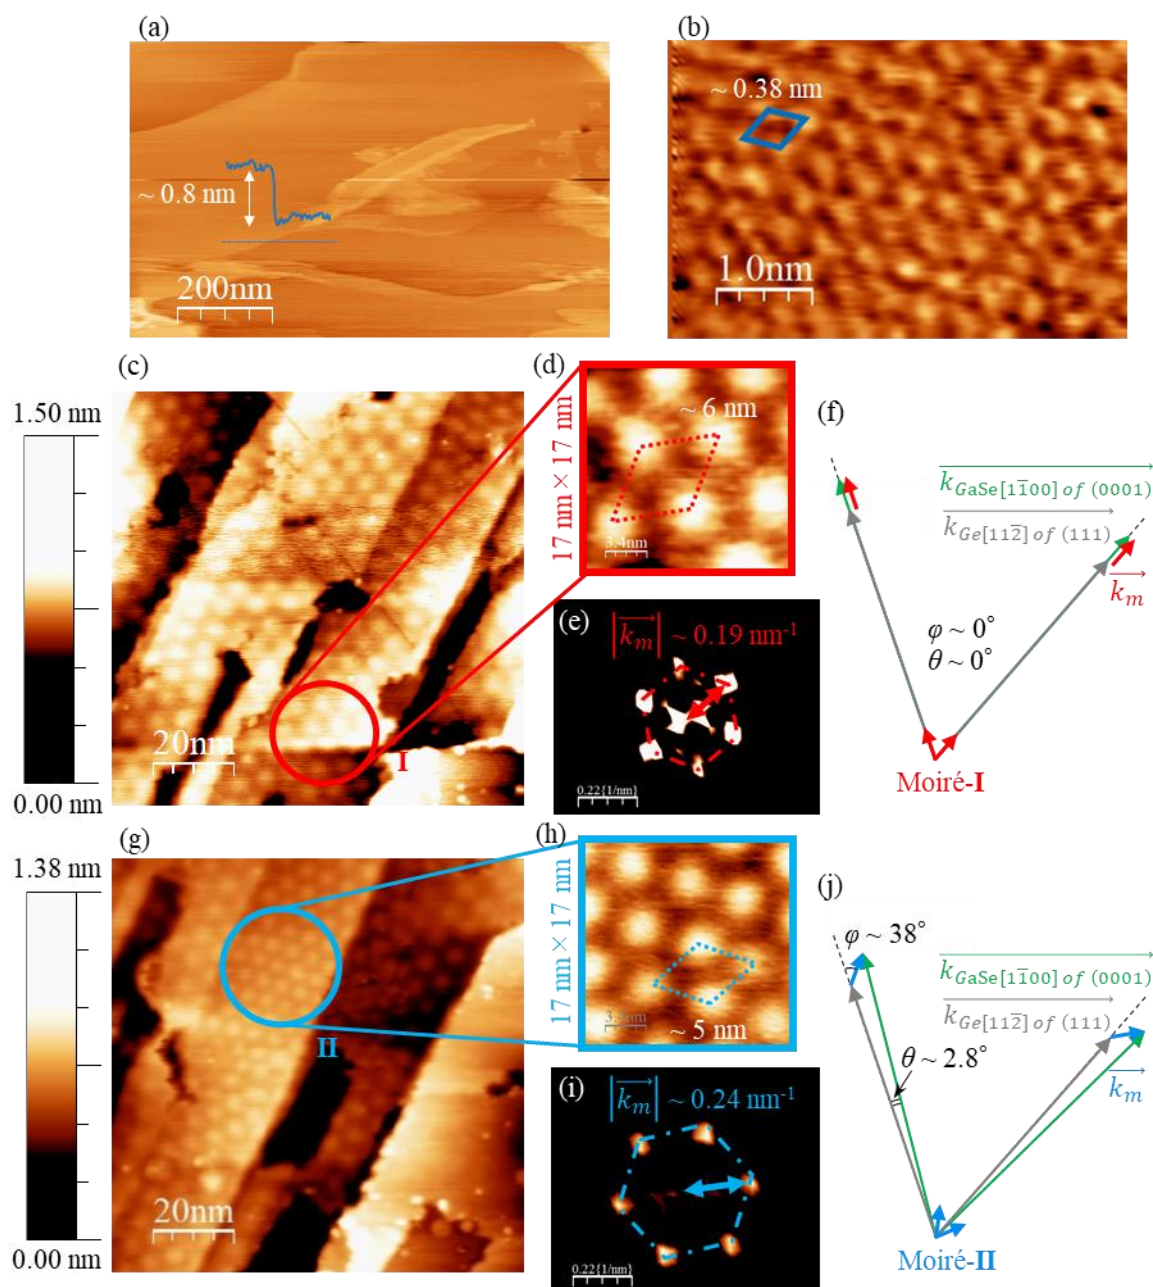 (a)
~ 0.8 nm
200nm
(b)
~ 0.38 nm
1.0nm
(c)
1.50 nm
0.00 nm
20nm
I
(d)
17 nm × 17 nm
~ 6 nm
3.4nm
(e)
|k_m| ~ 0.19 nm⁻¹
0.22{1/nm}
(f)
k_GaSe[11̄00] of (0001)
k_Ge[112̄] of (111)
k_m
φ ~ 0°
θ ~ 0°
Moiré-I
(g)
1.38 nm
0.00 nm
20nm
II
(h)
17 nm × 17 nm
~ 5 nm
(i)
|k_m| ~ 0.24 nm⁻¹
0.22{1/nm}
(j)
φ ~ 38°
k_GaSe[11̄00] of (0001)
k_Ge[112̄] of (111)
θ ~ 2.8°
k_m
Moiré-II